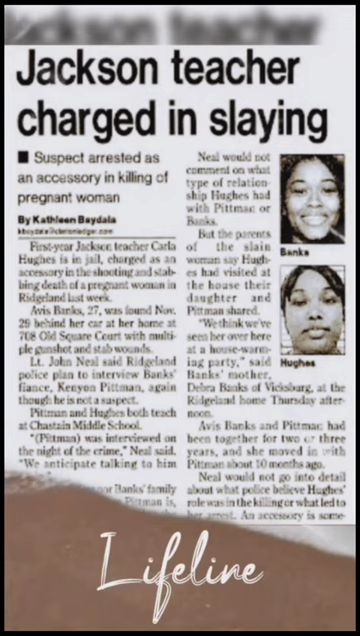 Jackson teacher
charged in slaying
■ Suspect arrested as
an accessory in killing of
pregnant woman
By Kathleen Baydala
First-year Jackson teacher Carla
Hughes is in jail, charged as an
accessory in the shooting and stab-
bing death of a pregnant woman in
Ridgeland last week.
Avis Banks, 27, was found Nov.
29 behind her car at her home at
708 Old Square Court with multi-
ple gunshot and stab wounds.
Lt. John Neal said Ridgeland
police plan to interview Banks'
fiance, Kenyon Pittman, again
though he is not a suspect.
Pittman and Hughes both teach
at Chastain Middle School.
"(Pittman) was interviewed on
the night of the crime," Neal said.
"We anticipate talking to him
Banks' family
Pittman is,
Neal would not
comment on what
type of relation-
ship Hughes had
with Pittman or
Banks.
But the parents
of the slain
woman say Hugh-
es had visited at
the house their
daughter and
Pittman shared.
"We think we've
seen her over here
at a house-warm-
ing party," said
Banks' mother,
Debra Banks of Vicksburg, at the
Ridgeland home Thursday after-
noon.
Avis Banks and Pittman had
been together for two or three
years, and she moved in with
Pittman about 10 months ago.
Neal would not go into detail
about what police believe Hughes'
role was in the killing or what led to
her arrest. An accessory is some-
Banks
Hughes
Lifeline